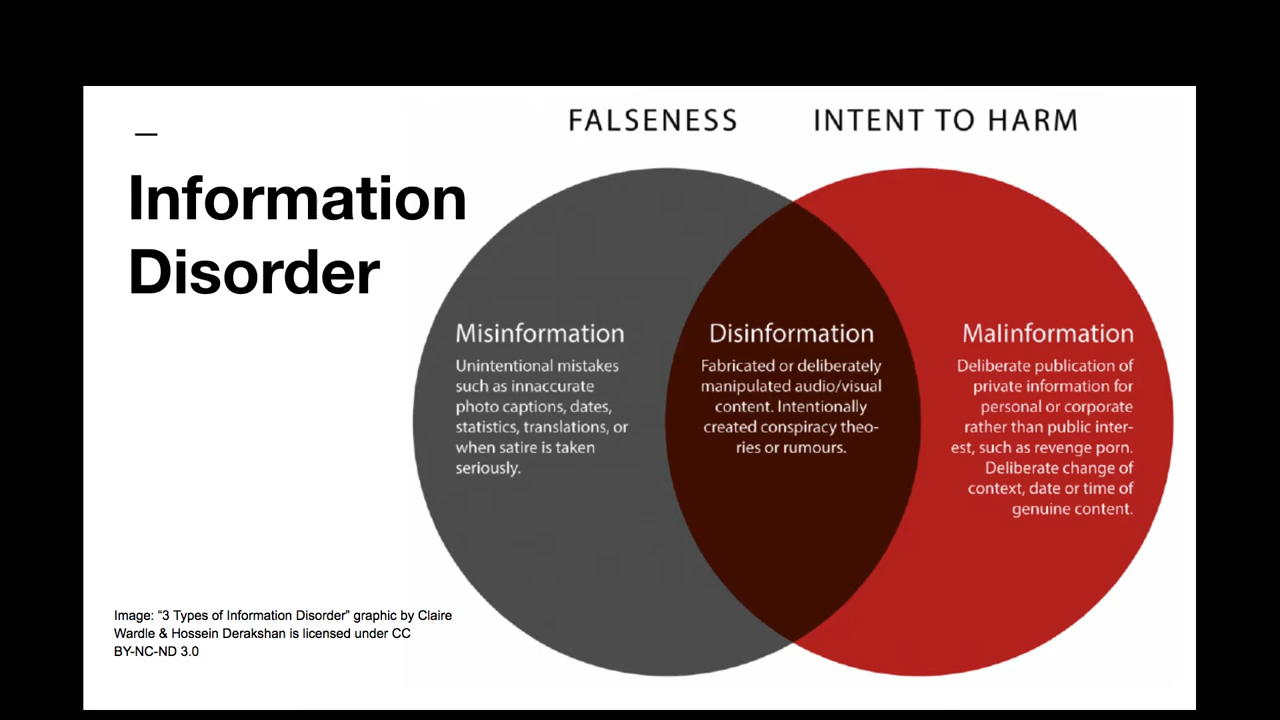 Information
Disorder
FALSENESS
INTENT TO HARM
Misinformation
Unintentional mistakes
such as innaccurate
photo captions, dates,
statistics, translations, or
when satire is taken
seriously.
Disinformation
Fabricated or deliberately
manipulated audio/visual
content. Intentionally
created conspiracy theo-
ries or rumours.
Malinformation
Deliberate publication of
private information for
personal or corporate
rather than public inter-
est, such as revenge porn.
Deliberate change of
context, date or time of
genuine content.
Image: “3 Types of Information Disorder” graphic by Claire
Wardle & Hossein Derakshan is licensed under CC
BY-NC-ND 3.0